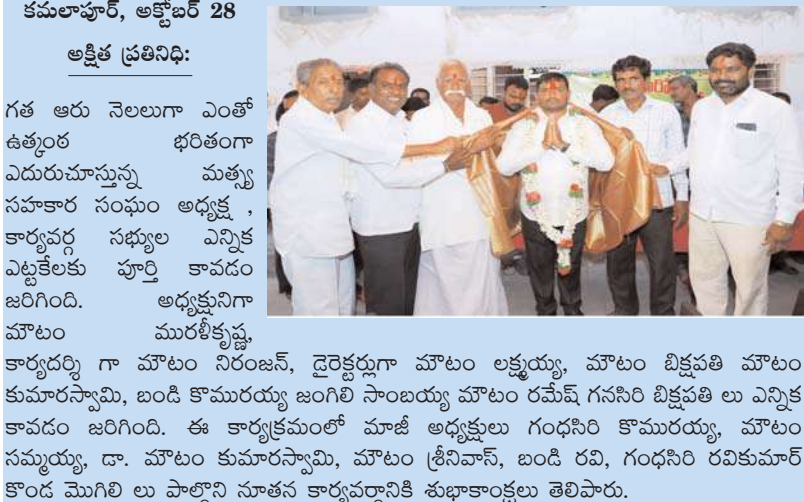 కమలాపూర్, అక్టోబర్ 28
అక్షిత ప్రతినిధి:
గత ఆరు నెలలుగా ఎంతో
ఉత్కంఠ భరితంగా
ఎదురుచూస్తున్న మత్స్య
సహకార సంఘం అధ్యక్ష ,
కార్యవర్గ సభ్యుల ఎన్నిక
ఎట్టకేలకు పూర్తి కావడం
జరిగింది. అధ్యక్షునిగా
మౌటం మురళీకృష్ణ,
కార్యదర్శి గా మౌటం నిరంజన్, డైరెక్టర్లుగా మౌటం లక్ష్మయ్య, మౌటం బిక్షపతి మౌటం
కుమారస్వామి, బండి కొమురయ్య జంగిలి సాంబయ్య మౌటం రమేష్ గనసిరి బిక్షపతి లు ఎన్నిక
కావడం జరిగింది. ఈ కార్యక్రమంలో మాజీ అధ్యక్షులు గంధసిరి కొమురయ్య, మౌటం
సమ్మయ్య, డా. మౌటం కుమారస్వామి, మౌటం శ్రీనివాస్, బండి రవి, గంధసిరి రవికుమార్
కొండ మొగిలి లు పాల్గొని నూతన కార్యవర్గానికి శుభాకాంక్షలు తెలిపారు.